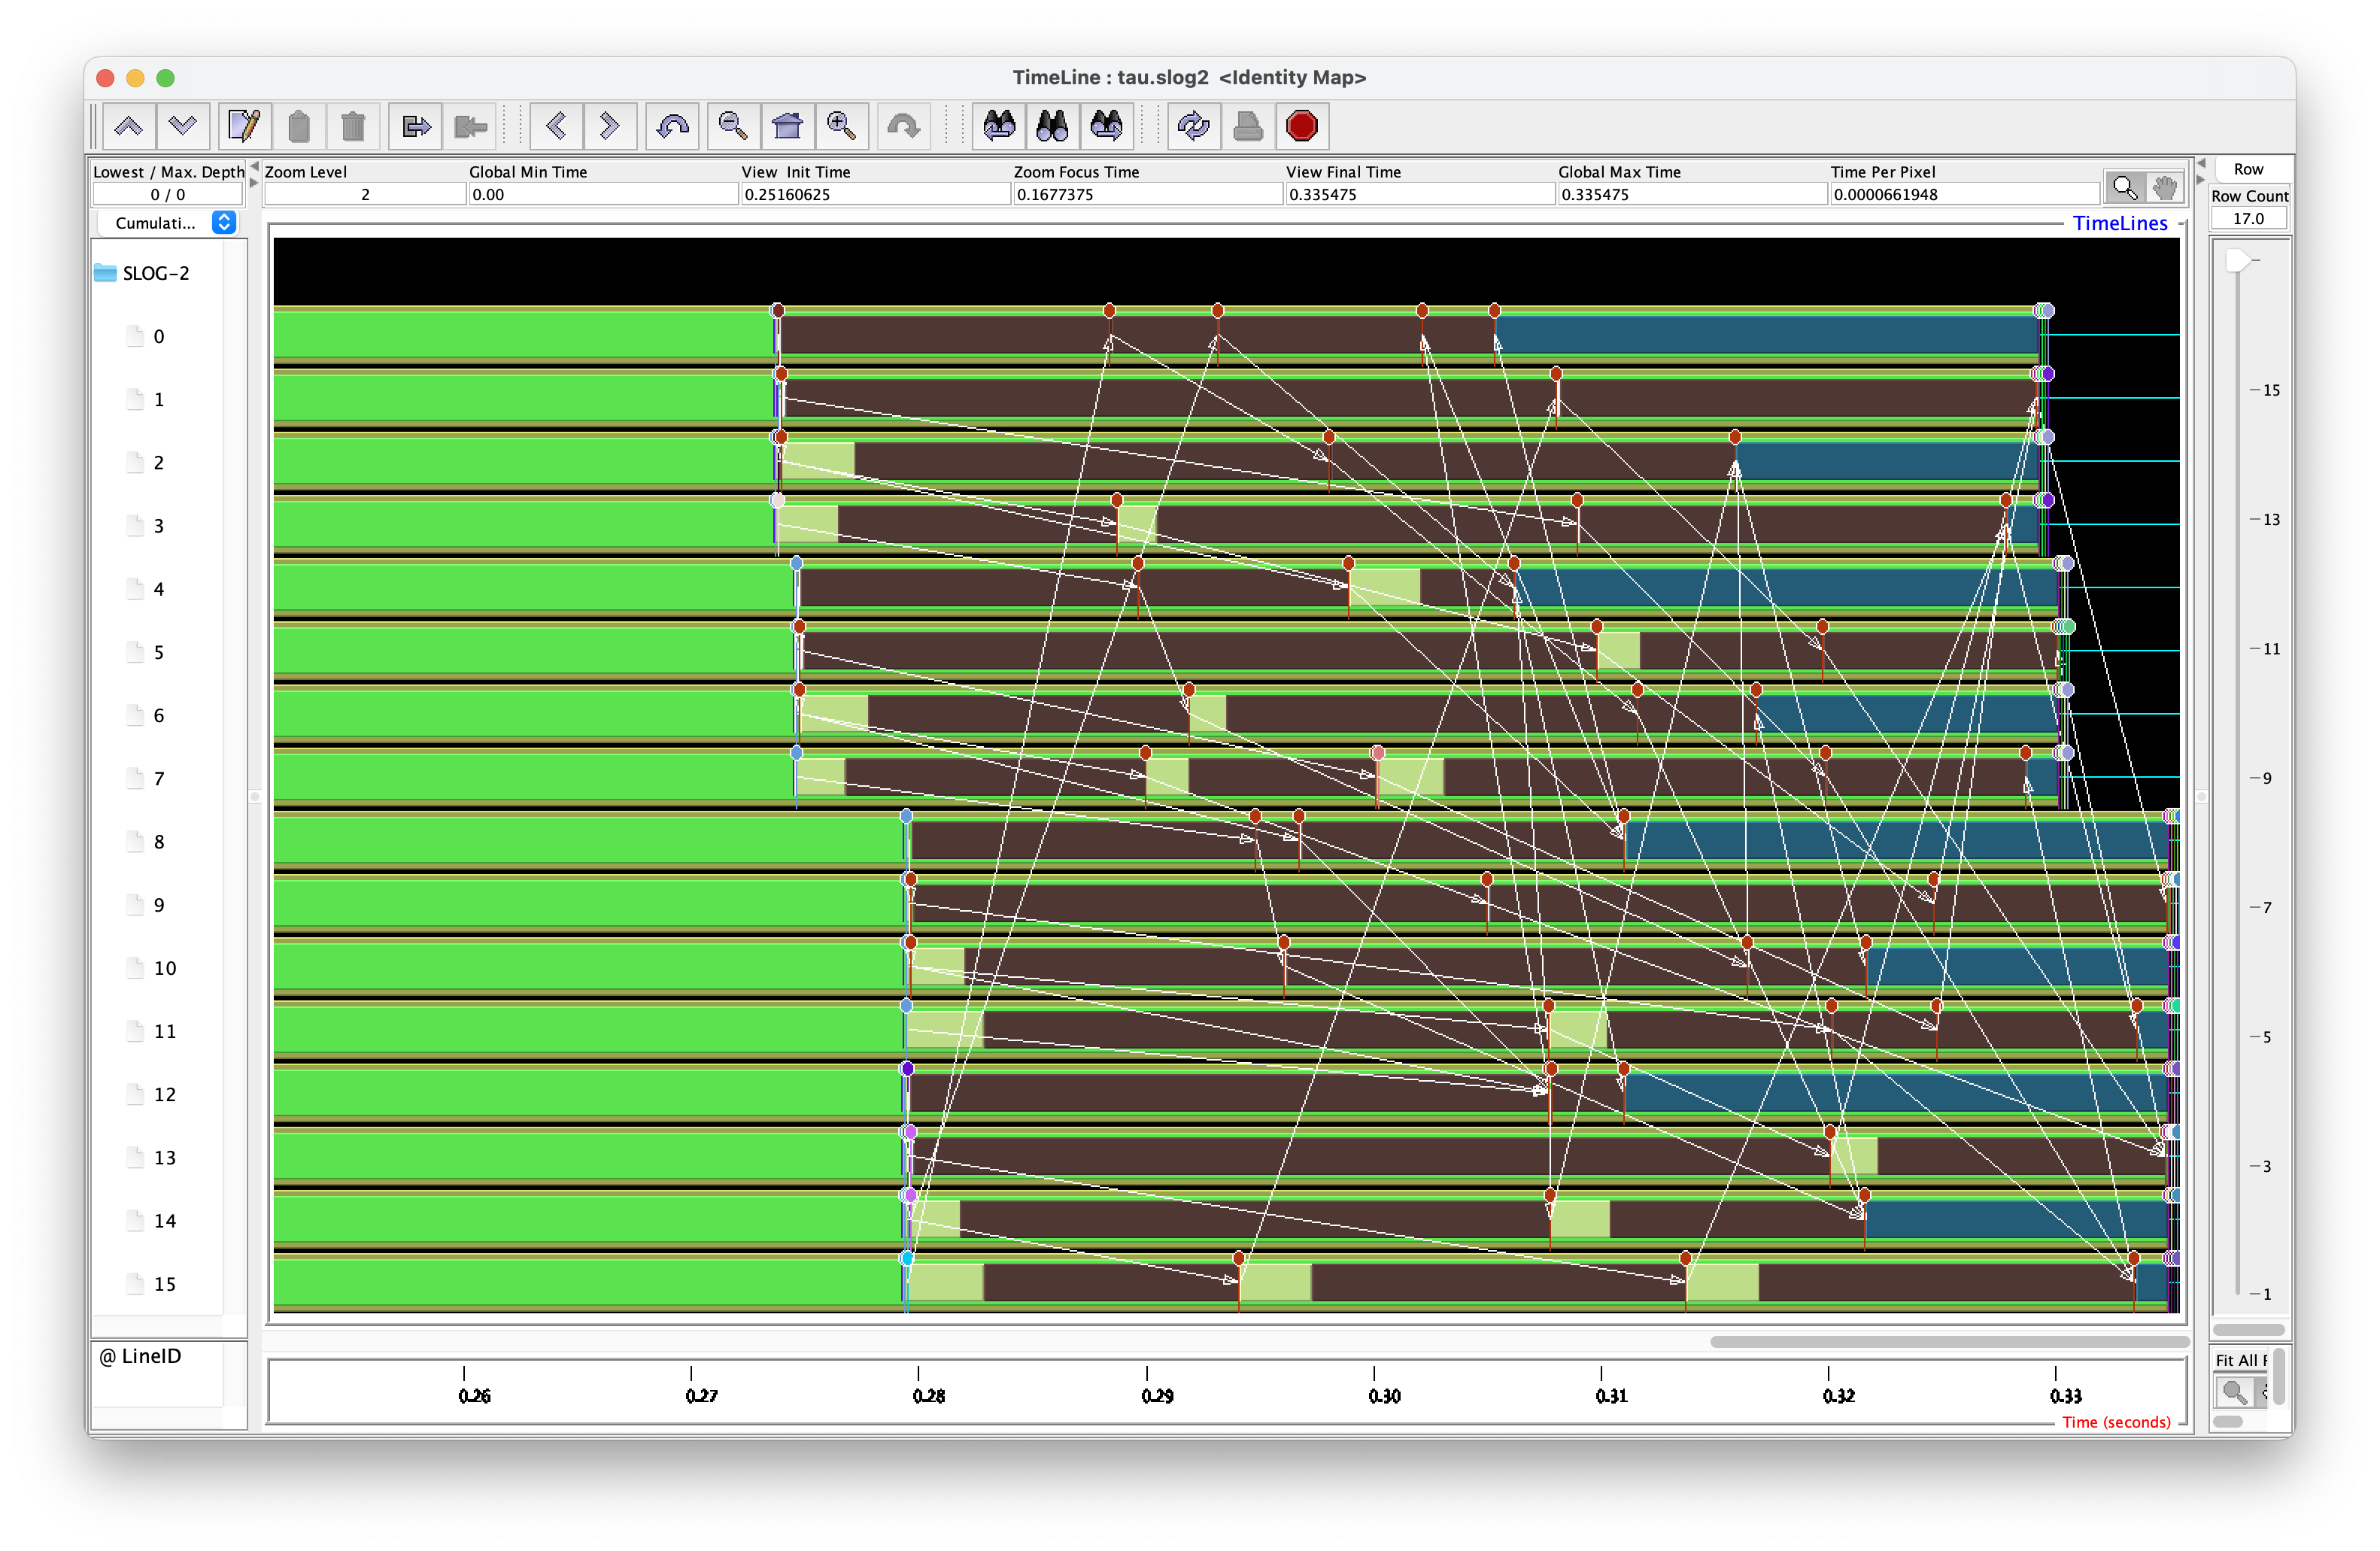 TimeLine : tau.slog2 <Identity Map>
Lowest / Max. Depth
0 / 0
Zoom Level
2
Global Min Time
0.00
View Init Time
0.25160625
Zoom Focus Time
0.1677375
View Final Time
0.335475
Global Max Time
0.335475
Time Per Pixel
0.0000661948
Row
Row Count
17.0
Cumulati...
TimeLines
SLOG-2
0
1
2
3
4
5
6
7
8
9
10
11
12
13
14
15
15
13
11
9
7
5
3
1
@ LineID
Fit All
0.26
0.27
0.28
0.29
0.30
0.31
0.32
0.33
Time (seconds)